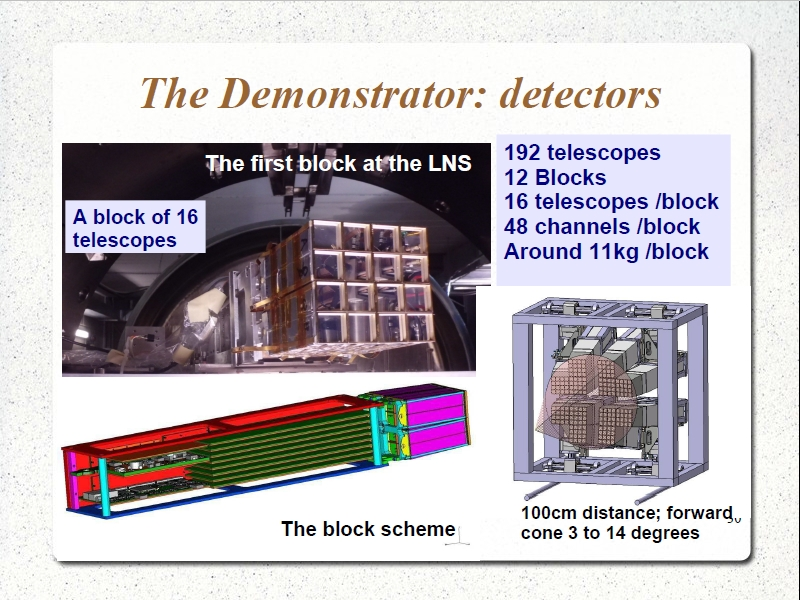 The Demonstrator: detectors
The first block at the LNS
A block of 16
telescopes
192 telescopes
12 Blocks
16 telescopes /block
48 channels /block
Around 11kg /block
The block scheme
100cm distance; forward
cone 3 to 14 degrees